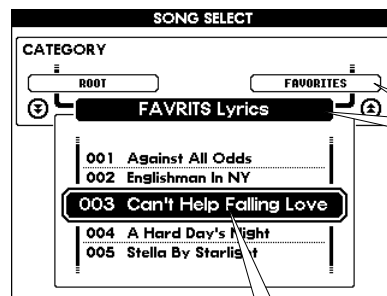 SONG SELECT
CATEGORY
ROOT FAVORITES
FAVRITS Lyrics
001 Against All Odds
002 Englishman In NY
003 Can't Help Falling Love
004 A Hard Day's Night
005 Stella By Starlight